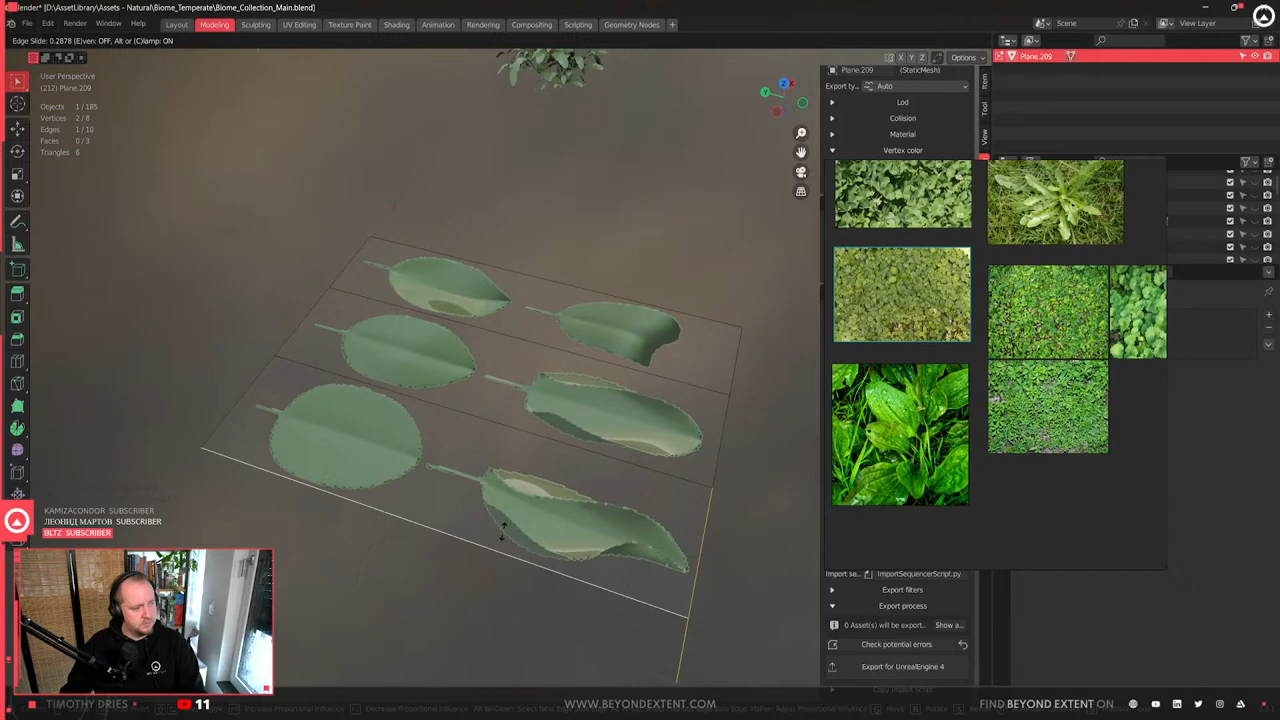 lender* [D:\AssetLibrary\Assets - Natural\Biome_Temperate\Biome_Collection_Main.blend]
File Edit Render Window Help Layout Modeling Sculpting UV Editing Texture Paint Shading Animation Rendering Compositing Scripting Geometry Nodes + Scene View Layer
Edge Slide: 0.2878 (E)ven: OFF, Alt or (C)lamp: ON
X Y Z Options
User Perspective
(212) Plane.209
Objects 1 / 185
Vertices 2 / 8
Edges 1 / 10
Faces 0 / 3
Triangles 6
Plane.209 (StaticMesh)
Export ty... Auto
Lod
Collision
Material
Vertex color
Item
Tool
View
Plane.209
Import se... ImportSequencerScript.py
Export filters
Export process
0 Asset(s) will be export... Show a...
Check potential errors
Export for UnrealEngine 4
Copy Import Script
KAMIZACONDOR SUBSCRIBER
ЛЕОНИД МАРТОВ SUBSCRIBER
BLTZ SUBSCRIBER
TIMOTHY DRIES 11 WWW.BEYONDEXTENT.COM FIND BEYOND EXTENT ON